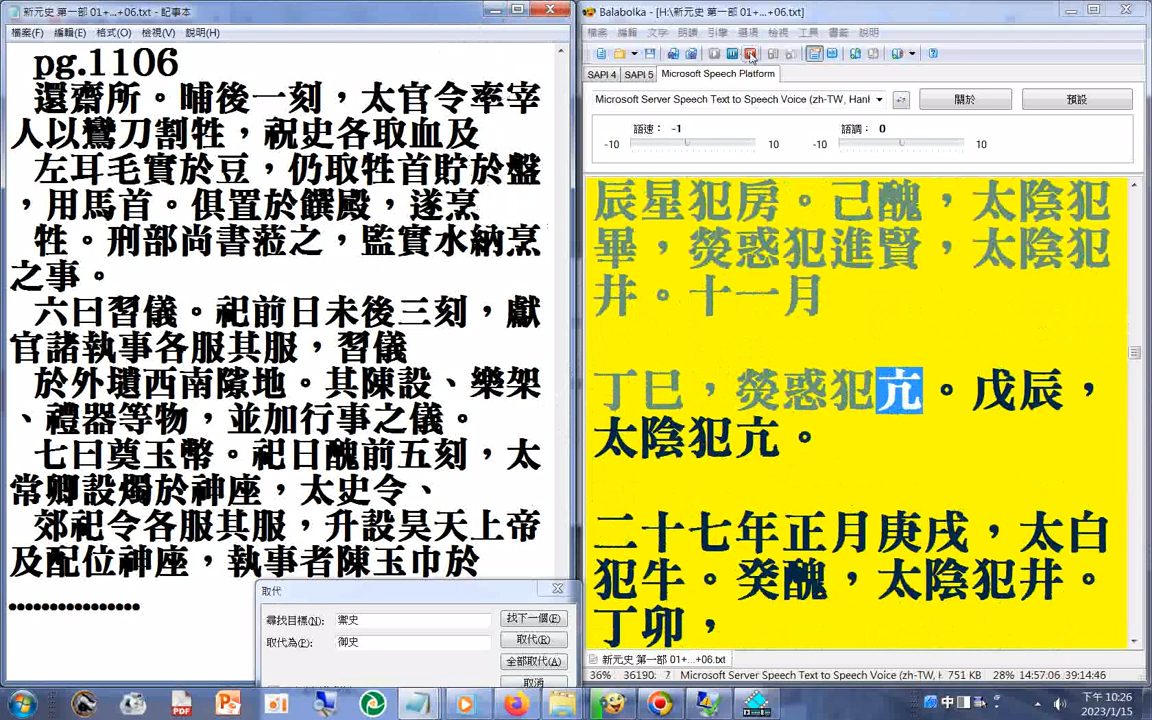 新元史 第一部 01+...+06.txt - 記事本
檔案(F) 編輯(E) 格式(O) 檢視(V) 說明(H)
pg.1106
還齋所。晡後一刻，太官令率宰
人以鸞刀割牲，祝史各取血及
左耳毛實於豆，仍取牲首貯於盤
，用馬首。俱置於饌殿，遂烹
牲。刑部尚書蒞之，監實水納烹
之事。
六曰習儀。祀前日未後三刻，獻
官諸執事各服其服，習儀
於外壝西南隙地。其陳設、樂架
、禮器等物，並加行事之儀。
七曰奠玉幣。祀日醜前五刻，太
常卿設燭於神座，太史令、
郊祀令各服其服，升設昊天上帝
及配位神座，執事者陳玉巾於
取代
尋找目標(N): 禦史
找下一個(E)
取代為(P): 御史
取代(R)
全部取代(A)
取消
Balabolka - [H:\新元史 第一部 01+...+06.txt]
檔案 編輯 文字 朗讀 引擎 選項 檢視 工具 書籤 說明
SAPI 4 SAPI 5 Microsoft Speech Platform
Microsoft Server Speech Text to Speech Voice (zh-TW, Hanl
關於
預設
語速： -1
語調： 0
-10 10 -10 10
辰星犯房。己醜，太陰犯
畢，熒惑犯進賢，太陰犯
井。十一月
丁巳，熒惑犯亢。戊辰，
太陰犯亢。
二十七年正月庚戌，太白
犯牛。癸醜，太陰犯井。
丁卯，
新元史 第一部 01+...+06.txt
36% 36190: Microsoft Server Speech Text to Speech Voice (zh-TW, 751 KB 28% 14:57:06 39:14:46
中
下午 10:26
2023/1/15